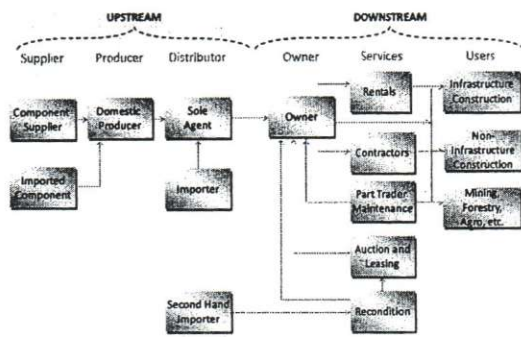 UPSTREAM
DOWNSTREAM
Supplier
Producer
Distributor
Owner
Services
Users
Component
Supplier
Domestic
Producer
Sole
Agent
Owner
Rentals
Infrastructure
Construction
Contractors
Non-
Infrastructure
Construction
Imported
Component
Importer
Part Trader
Maintenance
Mining,
Forestry,
Agro, etc.
Auction and
Leasing
Second Hand
Importer
Recondition